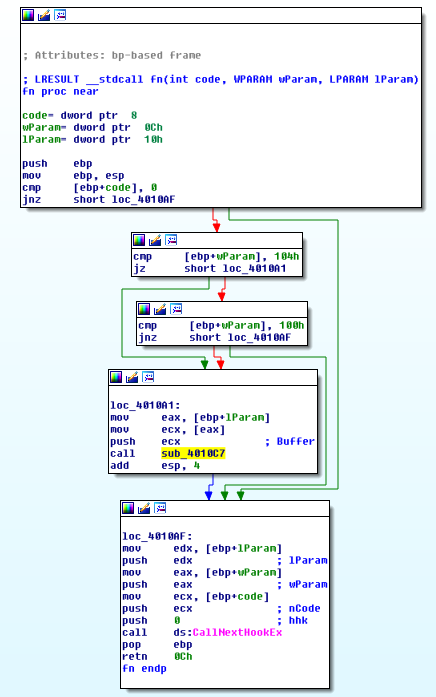 ; Attributes: bp-based frame
; LRESULT __stdcall fn(int code, WPARAM wParam, LPARAM lParam)
fn proc near
code= dword ptr  8
wParam= dword ptr  0Ch
lParam= dword ptr  10h
push    ebp
mov     ebp, esp
cmp     [ebp+code], 0
jnz     short loc_4010AF
cmp     [ebp+wParam], 104h
jz      short loc_4010A1
cmp     [ebp+wParam], 100h
jnz     short loc_4010AF
loc_4010A1:
mov     eax, [ebp+lParam]
mov     ecx, [eax]
push    ecx             ; Buffer
call    sub_4010C7
add     esp, 4
loc_4010AF:
mov     edx, [ebp+lParam]
push    edx             ; lParam
mov     eax, [ebp+wParam]
push    eax             ; wParam
mov     ecx, [ebp+code]
push    ecx             ; nCode
push    0               ; hhk
call    ds:CallNextHookEx
pop     ebp
retn    0Ch
fn endp